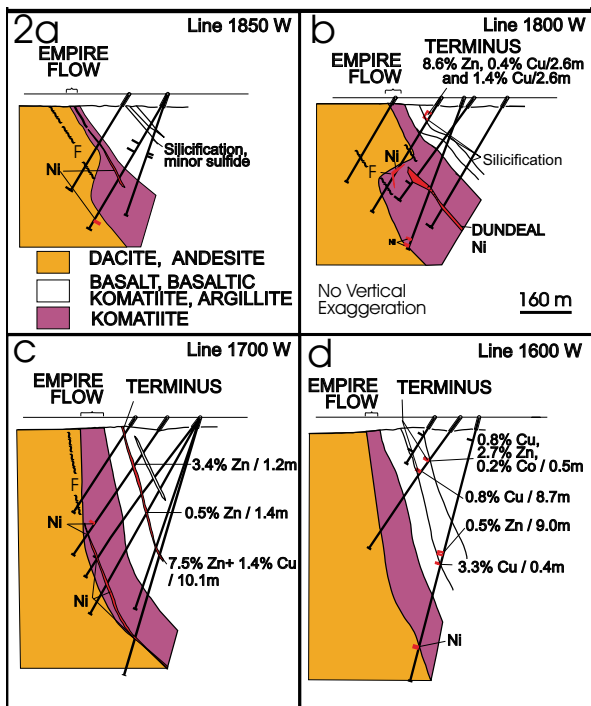 2a
Line 1850 W
EMPIRE
FLOW
Silicification,
minor sulfide
F
Ni
DACITE, ANDESITE
BASALT, BASALTIC
KOMATIITE, ARGILLITE
KOMATIITE
b
Line 1800 W
TERMINUS
8.6% Zn, 0.4% Cu/2.6m
and 1.4% Cu/2.6m
EMPIRE
FLOW
Silicification
Ni
F
Ni
DUNDEAL
Ni
No Vertical
Exaggeration
160 m
c
Line 1700 W
EMPIRE
FLOW
TERMINUS
3.4% Zn / 1.2m
F
0.5% Zn / 1.4m
Ni
7.5% Zn+ 1.4% Cu
/ 10.1m
Ni
d
Line 1600 W
TERMINUS
EMPIRE
FLOW
0.8% Cu,
2.7% Zn,
0.2% Co / 0.5m
0.8% Cu / 8.7m
0.5% Zn / 9.0m
3.3% Cu / 0.4m
Ni